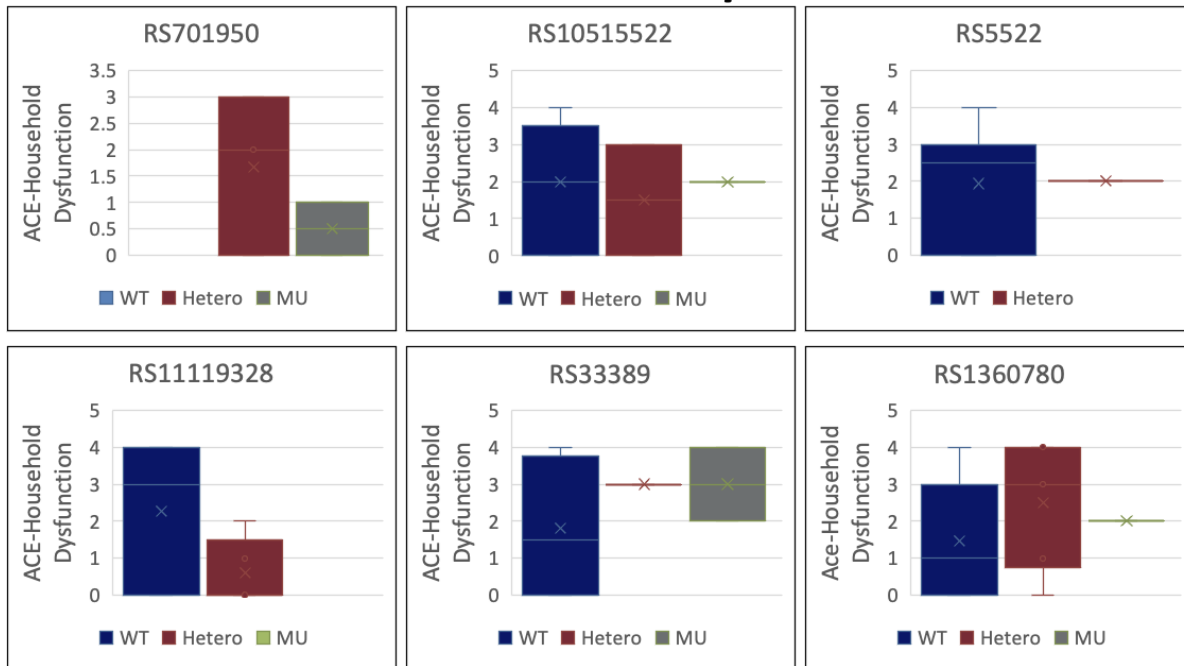 RS701950
ACE-Household
Dysfunction
3.5
3
2.5
2
1.5
1
0.5
0
WT Hetero MU
RS10515522
ACE-Household
Dysfunction
5
4
3
2
1
0
WT Hetero MU
RS5522
ACE-Household
Dysfunction
5
4
3
2
1
0
WT Hetero
RS11119328
ACE-Household
Dysfunction
5
4
3
2
1
0
WT Hetero MU
RS33389
ACE-Household
Dysfunction
5
4
3
2
1
0
WT Hetero MU
RS1360780
Ace-Household
Dysfunction
5
4
3
2
1
0
WT Hetero MU